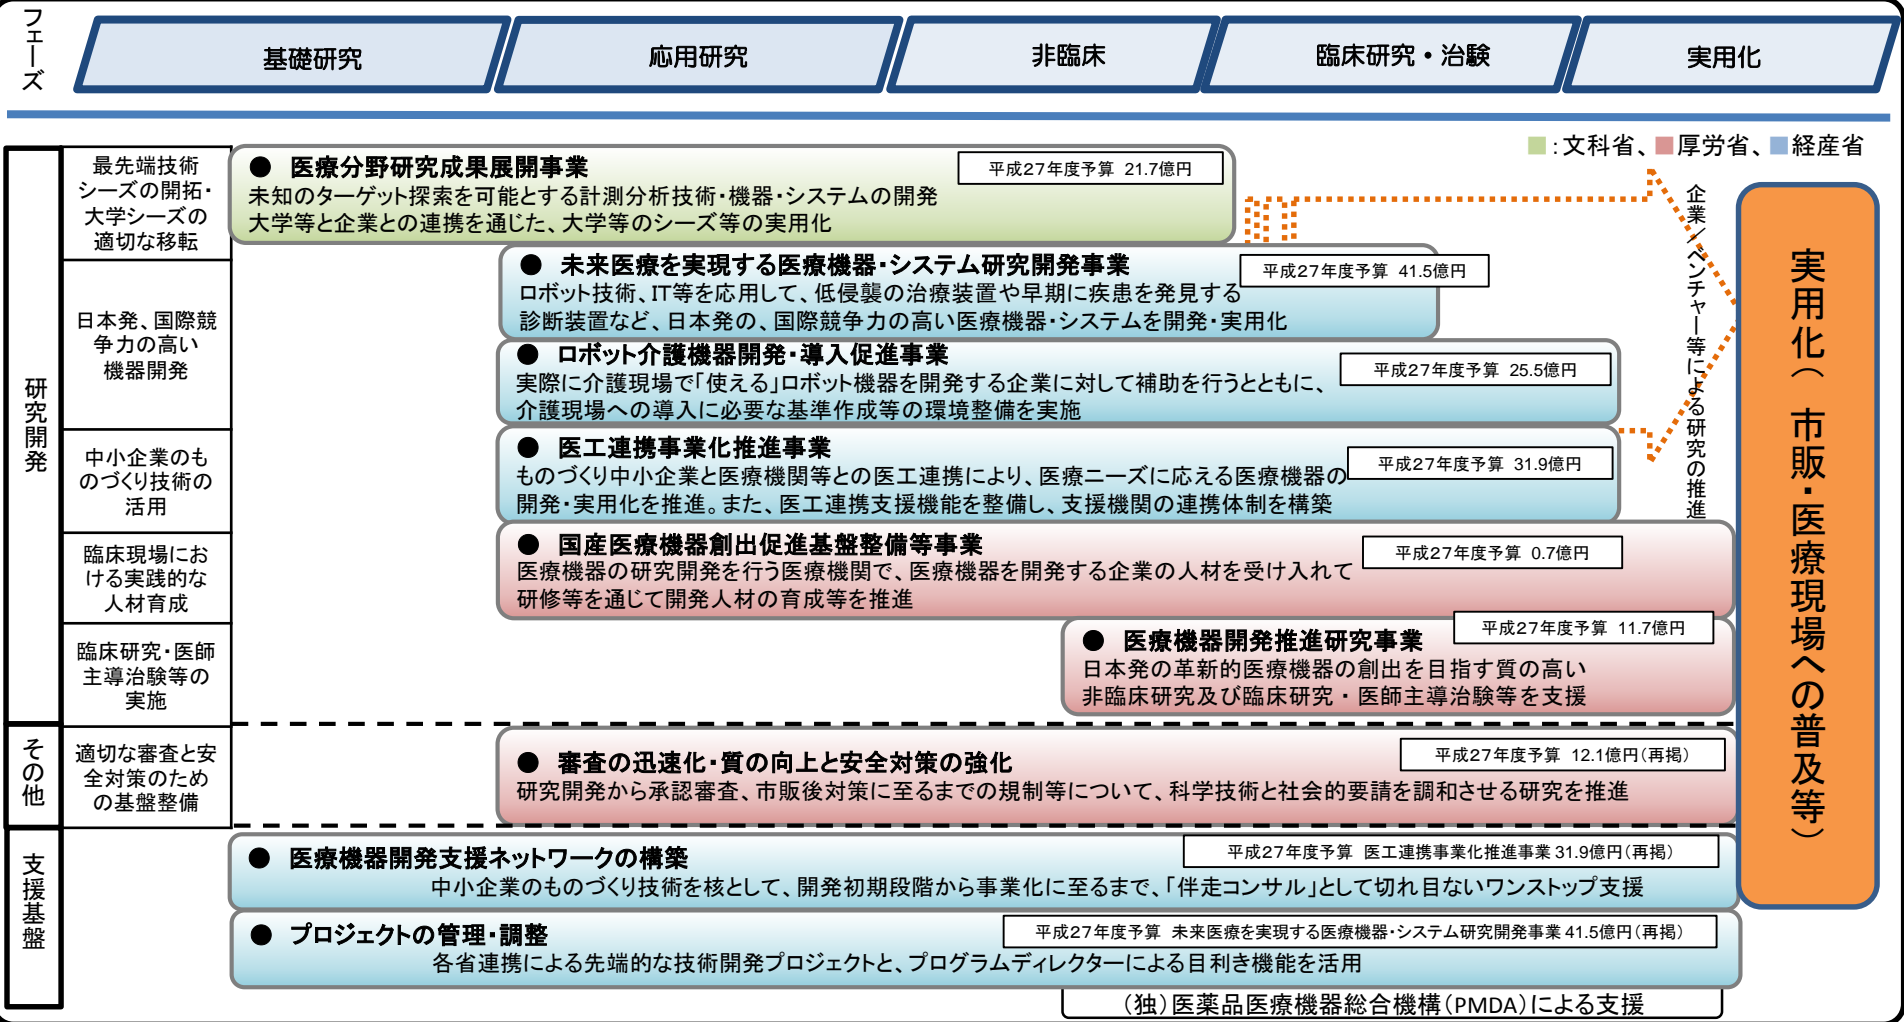 フェーズ
基礎研究
応用研究
非臨床
臨床研究・治験
実用化
■:文科省、■厚労省、■経産省
研究開発
最先端技術
シーズの開拓・
大学シーズの
適切な移転
● 医療分野研究成果展開事業
平成27年度予算 21.7億円
未知のターゲット探索を可能とする計測分析技術・機器・システムの開発
大学等と企業との連携を通じた、大学等のシーズ等の実用化
日本発、国際競
争力の高い
機器開発
● 未来医療を実現する医療機器・システム研究開発事業
平成27年度予算 41.5億円
ロボット技術、IT等を応用して、低侵襲の治療装置や早期に疾患を発見する
診断装置など、日本発の、国際競争力の高い医療機器・システムを開発・実用化
● ロボット介護機器開発・導入促進事業
平成27年度予算 25.5億円
実際に介護現場で「使える」ロボット機器を開発する企業に対して補助を行うとともに、
介護現場への導入に必要な基準作成等の環境整備を実施
中小企業のも
のづくり技術の
活用
● 医工連携事業化推進事業
平成27年度予算 31.9億円
ものづくり中小企業と医療機関等との医工連携により、医療ニーズに応える医療機器の
開発・実用化を推進。また、医工連携支援機能を整備し、支援機関の連携体制を構築
臨床現場にお
ける実践的な
人材育成
● 国産医療機器創出促進基盤整備等事業
平成27年度予算 0.7億円
医療機器の研究開発を行う医療機関で、医療機器を開発する企業の人材を受け入れて
研修等を通じて開発人材の育成等を推進
臨床研究・医師
主導治験等の
実施
● 医療機器開発推進研究事業
平成27年度予算 11.7億円
日本発の革新的医療機器の創出を目指す質の高い
非臨床研究及び臨床研究・医師主導治験等を支援
企業／ベンチャー等による研究の推進
実用化（ 市販・医療現場への普及等）
その他
適切な審査と安
全対策のため
の基盤整備
● 審査の迅速化・質の向上と安全対策の強化
平成27年度予算 12.1億円(再掲)
研究開発から承認審査、市販後対策に至るまでの規制等について、科学技術と社会的要請を調和させる研究を推進
支援基盤
● 医療機器開発支援ネットワークの構築
平成27年度予算 医工連携事業化推進事業 31.9億円(再掲)
中小企業のものづくり技術を核として、開発初期段階から事業化に至るまで、「伴走コンサル」として切れ目ないワンストップ支援
● プロジェクトの管理・調整
平成27年度予算 未来医療を実現する医療機器・システム研究開発事業 41.5億円(再掲)
各省連携による先端的な技術開発プロジェクトと、プログラムディレクターによる目利き機能を活用
(独)医薬品医療機器総合機構(PMDA)による支援